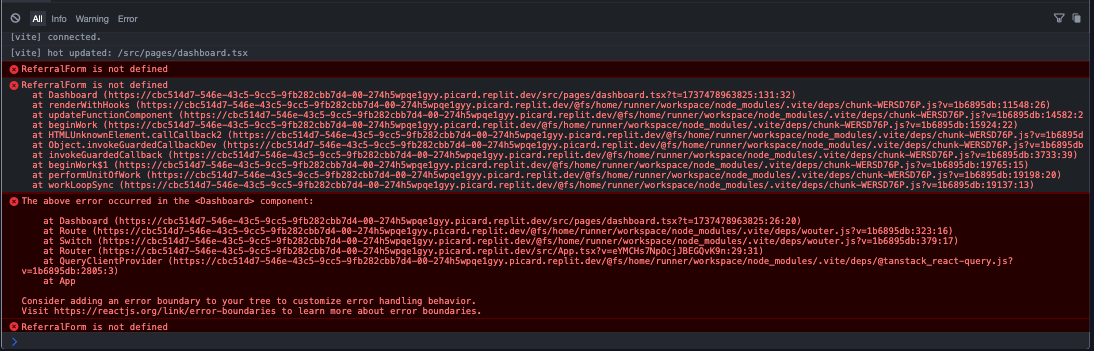 All Info Warning Error
[vite] connected.
[vite] hot updated: /src/pages/dashboard.tsx
ReferralForm is not defined
ReferralForm is not defined
at Dashboard (https://cbc514d7-546e-43c5-9cc5-9fb282cbb7d4-00-274h5wpqe1gyy.picard.replit.dev/src/pages/dashboard.tsx?t=1737478963825:131:32)
at renderWithHooks (https://cbc514d7-546e-43c5-9cc5-9fb282cbb7d4-00-274h5wpqe1gyy.picard.replit.dev/@fs/home/runner/workspace/node_modules/.vite/deps/chunk-WERSD76P.js?v=1b6895db:11548:26)
at updateFunctionComponent (https://cbc514d7-546e-43c5-9cc5-9fb282cbb7d4-00-274h5wpqe1gyy.picard.replit.dev/@fs/home/runner/workspace/node_modules/.vite/deps/chunk-WERSD76P.js?v=1b6895db:14582:2
at beginWork (https://cbc514d7-546e-43c5-9cc5-9fb282cbb7d4-00-274h5wpqe1gyy.picard.replit.dev/@fs/home/runner/workspace/node_modules/.vite/deps/chunk-WERSD76P.js?v=1b6895db:15924:22)
at HTMLUnknownElement.callCallback2 (https://cbc514d7-546e-43c5-9cc5-9fb282cbb7d4-00-274h5wpqe1gyy.picard.replit.dev/@fs/home/runner/workspace/node_modules/.vite/deps/chunk-WERSD76P.js?v=1b6895d
at Object.invokeGuardedCallbackDev (https://cbc514d7-546e-43c5-9cc5-9fb282cbb7d4-00-274h5wpqe1gyy.picard.replit.dev/@fs/home/runner/workspace/node_modules/.vite/deps/chunk-WERSD76P.js?v=1b6895db
at invokeGuardedCallback (https://cbc514d7-546e-43c5-9cc5-9fb282cbb7d4-00-274h5wpqe1gyy.picard.replit.dev/@fs/home/runner/workspace/node_modules/.vite/deps/chunk-WERSD76P.js?v=1b6895db:3733:39)
at beginWork$1 (https://cbc514d7-546e-43c5-9cc5-9fb282cbb7d4-00-274h5wpqe1gyy.picard.replit.dev/@fs/home/runner/workspace/node_modules/.vite/deps/chunk-WERSD76P.js?v=1b6895db:19765:15)
at performUnitOfWork (https://cbc514d7-546e-43c5-9cc5-9fb282cbb7d4-00-274h5wpqe1gyy.picard.replit.dev/@fs/home/runner/workspace/node_modules/.vite/deps/chunk-WERSD76P.js?v=1b6895db:19198:20)
at workLoopSync (https://cbc514d7-546e-43c5-9cc5-9fb282cbb7d4-00-274h5wpqe1gyy.picard.replit.dev/@fs/home/runner/workspace/node_modules/.vite/deps/chunk-WERSD76P.js?v=1b6895db:19137:13)
The above error occurred in the <Dashboard> component:
at Dashboard (https://cbc514d7-546e-43c5-9cc5-9fb282cbb7d4-00-274h5wpqe1gyy.picard.replit.dev/src/pages/dashboard.tsx?t=1737478963825:26:20)
at Route (https://cbc514d7-546e-43c5-9cc5-9fb282cbb7d4-00-274h5wpqe1gyy.picard.replit.dev/@fs/home/runner/workspace/node_modules/.vite/deps/wouter.js?v=1b6895db:323:16)
at Switch (https://cbc514d7-546e-43c5-9cc5-9fb282cbb7d4-00-274h5wpqe1gyy.picard.replit.dev/@fs/home/runner/workspace/node_modules/.vite/deps/wouter.js?v=1b6895db:379:17)
at Router (https://cbc514d7-546e-43c5-9cc5-9fb282cbb7d4-00-274h5wpqe1gyy.picard.replit.dev/src/App.tsx?v=eYMCHs7NpOcjJBEGQvK9n:29:31)
at QueryClientProvider (https://cbc514d7-546e-43c5-9cc5-9fb282cbb7d4-00-274h5wpqe1gyy.picard.replit.dev/@fs/home/runner/workspace/node_modules/.vite/deps/@tanstack_react-query.js?
v=1b6895db:2805:3)
at App
Consider adding an error boundary to your tree to customize error handling behavior.
Visit https://reactjs.org/link/error-boundaries to learn more about error boundaries.
ReferralForm is not defined